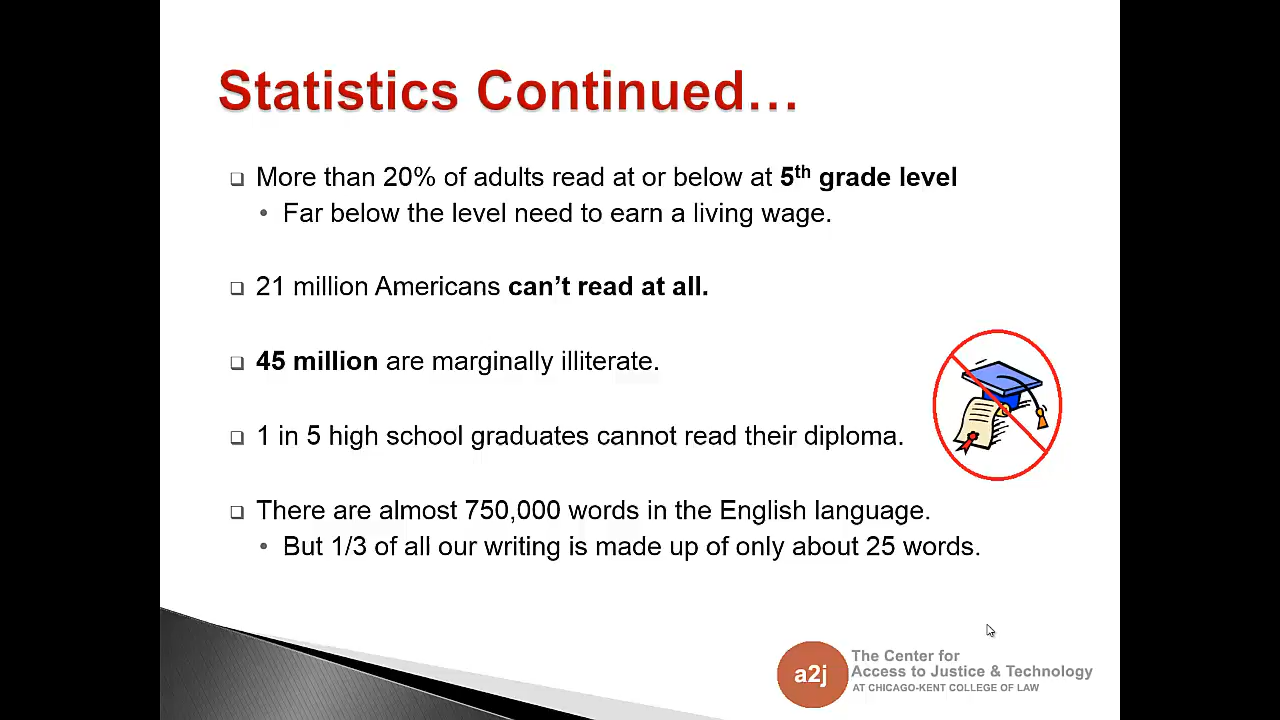 Statistics Continued…
❑ More than 20% of adults read at or below at 5th grade level
• Far below the level need to earn a living wage.
❑ 21 million Americans can’t read at all.
❑ 45 million are marginally illiterate.
❑ 1 in 5 high school graduates cannot read their diploma.
❑ There are almost 750,000 words in the English language.
• But 1/3 of all our writing is made up of only about 25 words.
a2j
The Center for
Access to Justice & Technology
AT CHICAGO-KENT COLLEGE OF LAW